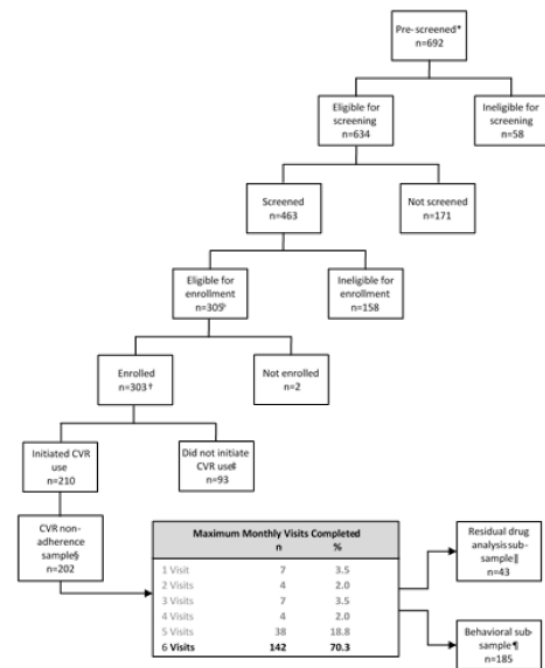 Pre-screened*
n=692
Eligible for
screening
n=634
Ineligible for
screening
n=58
Screened
n=463
Not screened
n=171
Eligible for
enrollment
n=309
Ineligible for
enrollment
n=158
Enrolled
n=303†
Not enrolled
n=2
Initiated CVR
use
n=210
Did not initiate
CVR use‡
n=93
CVR non-
adherence
sample§
n=202
Maximum Monthly Visits Completed
n %
1 Visit 7 3.5
2 Visits 4 2.0
3 Visits 7 3.5
4 Visits 4 2.0
5 Visits 38 18.8
6 Visits 142 70.3
Residual drug
analysis sub-
sample‖
n=43
Behavioral sub-
sample¶
n=185